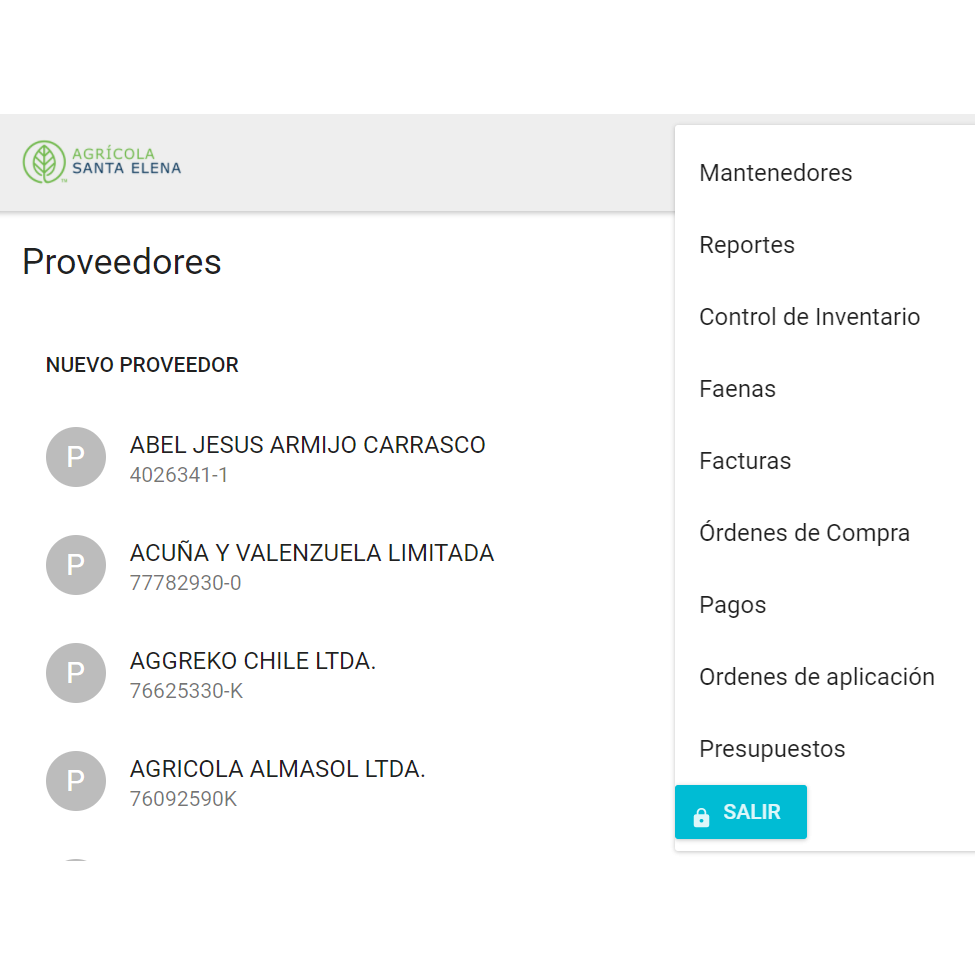 AGRÍCOLA
SANTA ELENA
Proveedores
NUEVO PROVEEDOR
P
ABEL JESUS ARMIJO CARRASCO
4026341-1
P
ACUÑA Y VALENZUELA LIMITADA
77782930-0
P
AGGREKO CHILE LTDA.
76625330-K
P
AGRICOLA ALMASOL LTDA.
76092590K
Mantenedores
Reportes
Control de Inventario
Faenas
Facturas
Órdenes de Compra
Pagos
Ordenes de aplicación
Presupuestos
SALIR